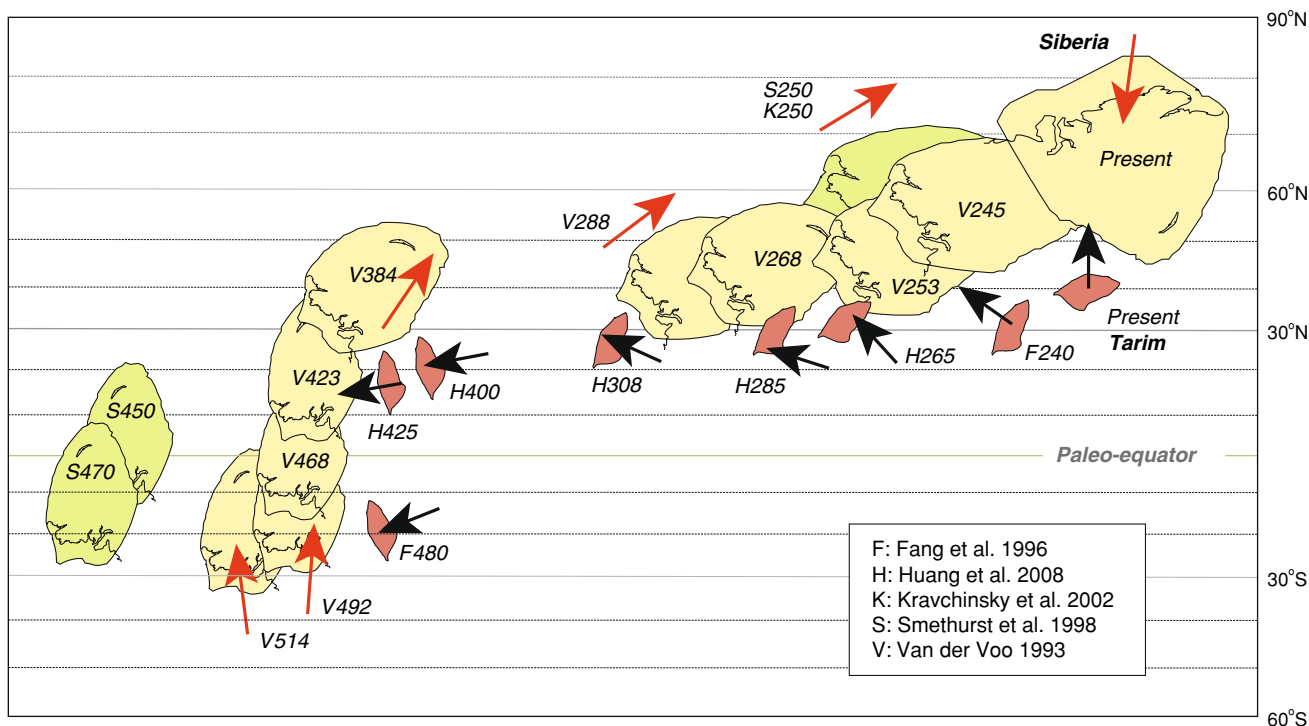 90°N
Siberia
S250
K250
Present
60°N
V288
V245
V268
V384
V253
Present
Tarim
30°N
F240
H265
H285
H308
V423
H400
H425
S450
S470
V468
Paleo-equator
F480
30°S
V492
V514
F: Fang et al. 1996
H: Huang et al. 2008
K: Kravchinsky et al. 2002
S: Smethurst et al. 1998
V: Van der Voo 1993
60°S